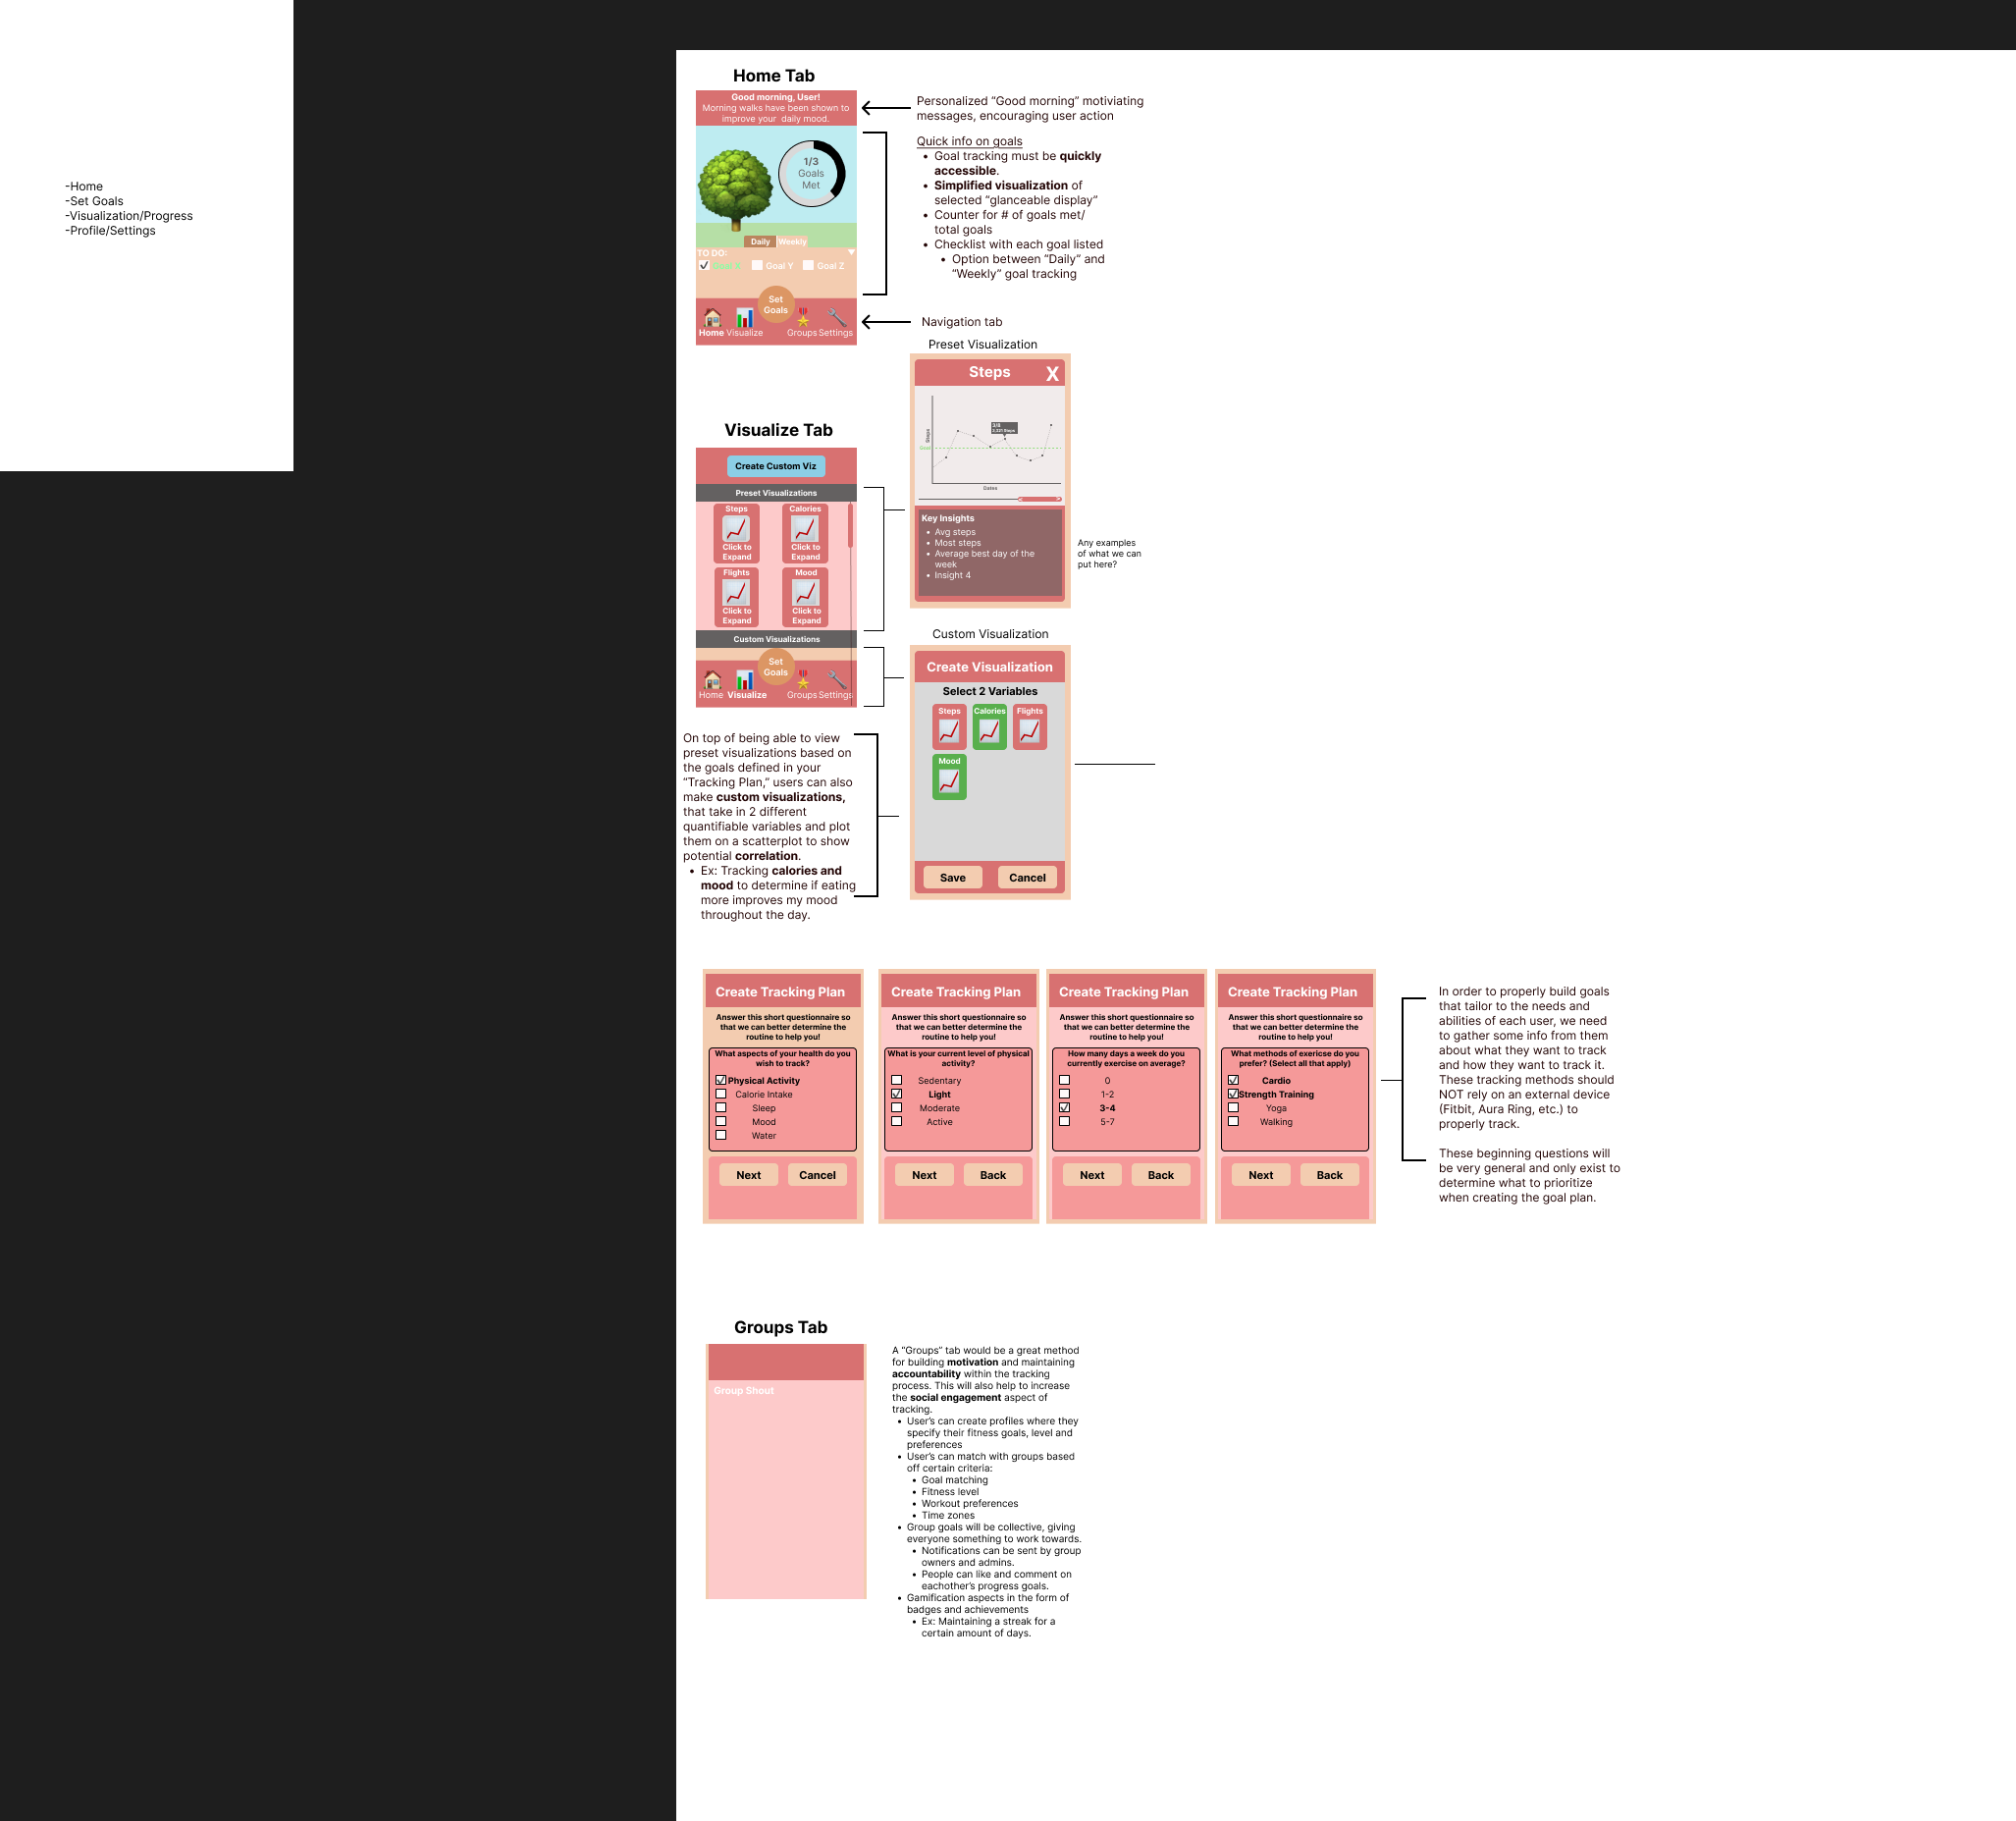 -Home
-Set Goals
-Visualization/Progress
-Profile/Settings
Home Tab
Good morning, User!
Morning walks have been shown to
improve your daily mood.
1/3
Goals
Met
Daily Weekly
TO DO:
Goal Y Goal Z
Set
Goals
Home Visualize Groups Settings
Personalized “Good morning” motiviating
messages, encouraging user action
Quick info on goals
• Goal tracking must be quickly
accessible.
• Simplified visualization of
selected “glanceable display”
• Counter for # of goals met/
total goals
• Checklist with each goal listed
• Option between “Daily” and
“Weekly” goal tracking
Navigation tab
Preset Visualization
Steps X
Steps
3/8
Dates
Key Insights
• Avg steps
• Most steps
• Average best day of the
week
• Insight 4
Any examples
of what we can
put here?
Visualize Tab
Create Custom Viz
Preset Visualizations
Steps Calories
Click to Click to
Expand Expand
Flights Mood
Click to Click to
Expand Expand
Custom Visualizations
Set
Goals
Home Visualize Groups Settings
Custom Visualization
Create Visualization
Select 2 Variables
Steps Calories Flights
Mood
Save Cancel
On top of being able to view
preset visualizations based on
the goals defined in your
“Tracking Plan,” users can also
make custom visualizations,
that take in 2 different
quantifiable variables and plot
them on a scatterplot to show
potential correlation.
• Ex: Tracking calories and
mood to determine if eating
more improves my mood
throughout the day.
Create Tracking Plan
Answer this short questionnaire so
that we can better determine the
routine to help you!
What aspects of your health do you
wish to track?
Physical Activity
Calorie Intake
Sleep
Mood
Water
Next Cancel
Create Tracking Plan
Answer this short questionnaire so
that we can better determine the
routine to help you!
What is your current level of physical
activity?
Sedentary
Light
Moderate
Active
Next Back
Create Tracking Plan
Answer this short questionnaire so
that we can better determine the
routine to help you!
How many days a week do you
currently exercise on average?
0
1-2
3-4
5-7
Next Back
Create Tracking Plan
Answer this short questionnaire so
that we can better determine the
routine to help you!
What methods of exericse do you
prefer? (Select all that apply)
Cardio
Strength Training
Yoga
Walking
Next Back
In order to properly build goals
that tailor to the needs and
abilities of each user, we need
to gather some info from them
about what they want to track
and how they want to track it.
These tracking methods should
NOT rely on an external device
(Fitbit, Aura Ring, etc.) to
properly track.
These beginning questions will
be very general and only exist to
determine what to prioritize
when creating the goal plan.
Groups Tab
Group Shout
A “Groups” tab would be a great method
for building motivation and maintaining
accountability within the tracking
process. This will also help to increase
the social engagement aspect of
tracking.
• User’s can create profiles where they
specify their fitness goals, level and
preferences
• User’s can match with groups based
off certain criteria:
• Goal matching
• Fitness level
• Workout preferences
• Time zones
• Group goals will be collective, giving
everyone something to work towards.
• Notifications can be sent by group
owners and admins.
• People can like and comment on
eachother’s progress goals.
• Gamification aspects in the form of
badges and achievements
• Ex: Maintaining a streak for a
certain amount of days.